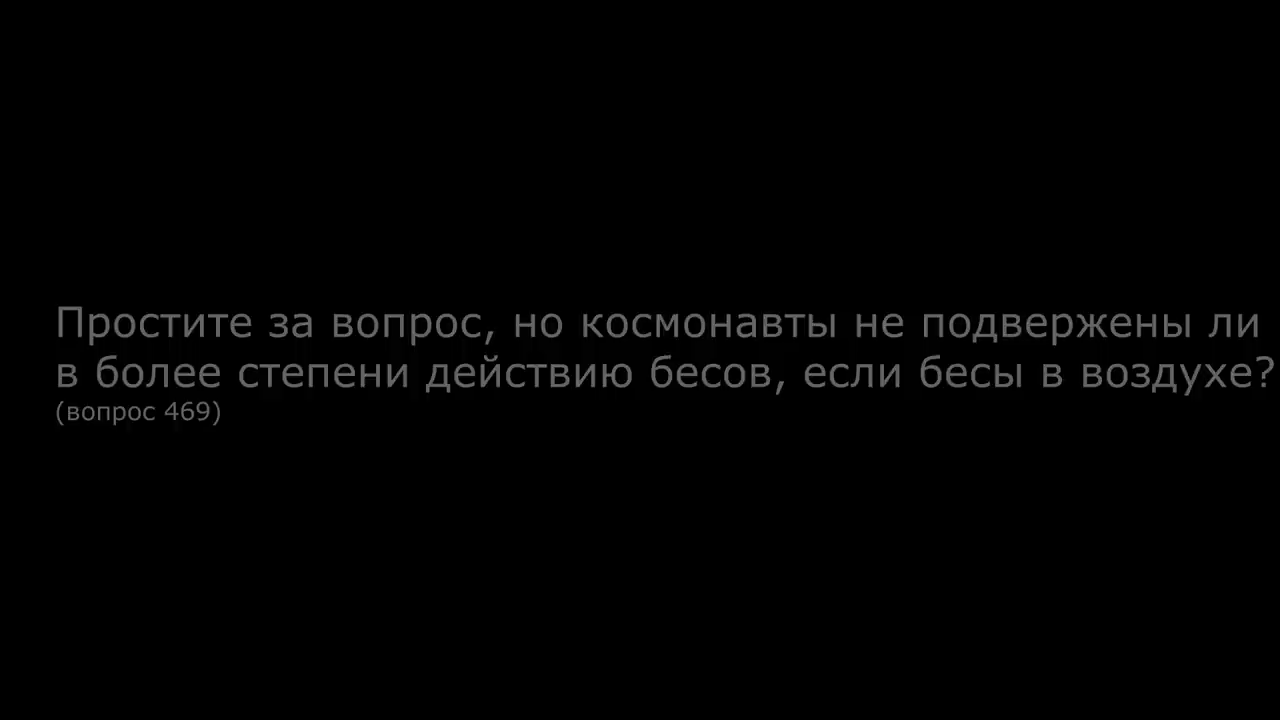 Простите за вопрос, но космонавты не подвержены ли
в более степени действию бесов, если бесы в воздухе?
(вопрос 469)